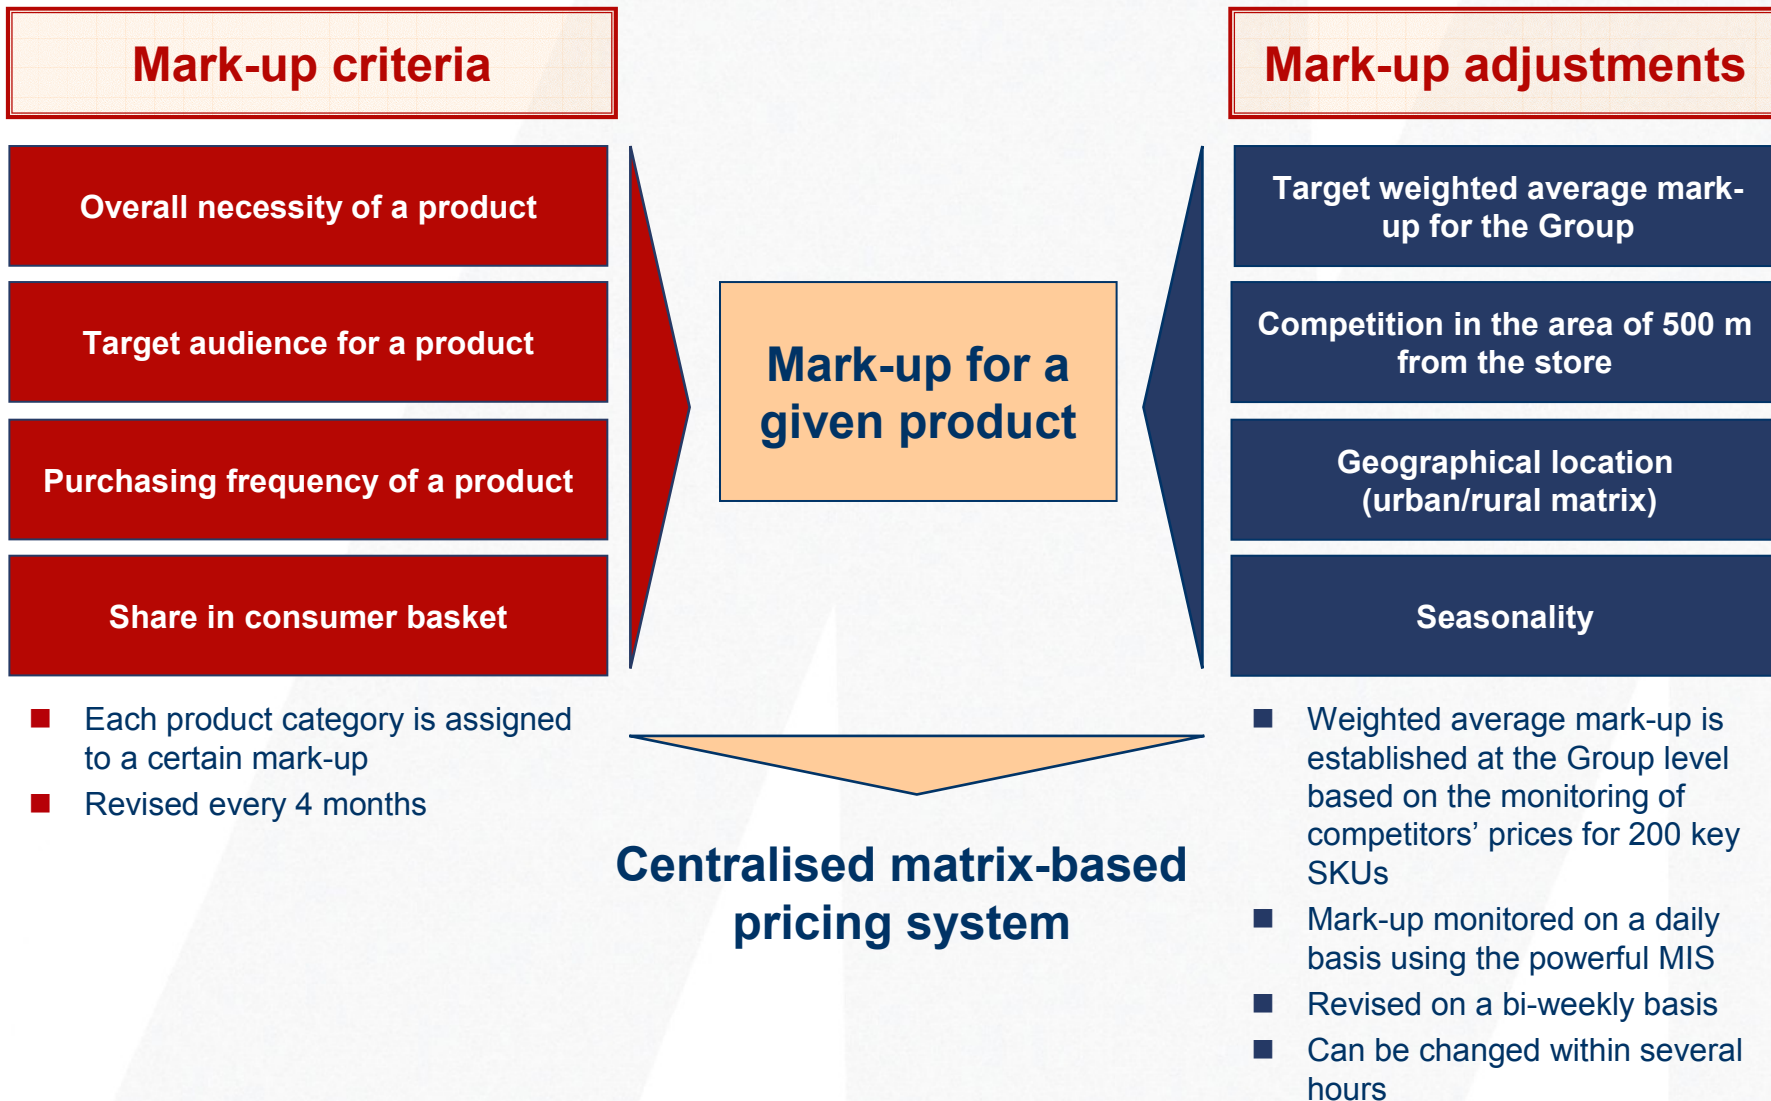 Mark-up criteria
Overall necessity of a product
Target audience for a product
Purchasing frequency of a product
Share in consumer basket
Each product category is assigned
to a certain mark-up
Revised every 4 months
Mark-up for a
given product
Centralised matrix-based
pricing system
Mark-up adjustments
Target weighted average mark-
up for the Group
Competition in the area of 500 m
from the store
Geographical location
(urban/rural matrix)
Seasonality
Weighted average mark-up is
established at the Group level
based on the monitoring of
competitors’ prices for 200 key
SKUs
Mark-up monitored on a daily
basis using the powerful MIS
Revised on a bi-weekly basis
Can be changed within several
hours